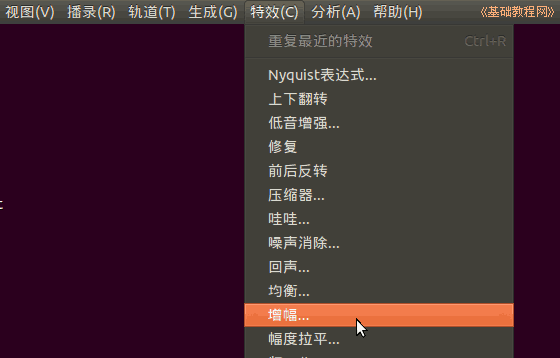 视图(V) 播录(R) 轨道(T) 生成(G) 特效(C) 分析(A) 帮助(H) 《基础教程网》
重复最近的特效 Ctrl+R
Nyquist表达式...
上下翻转
低音增强...
修复
前后反转
压缩器...
哇哇...
噪声消除...
回声...
均衡...
增幅...
幅度拉平...